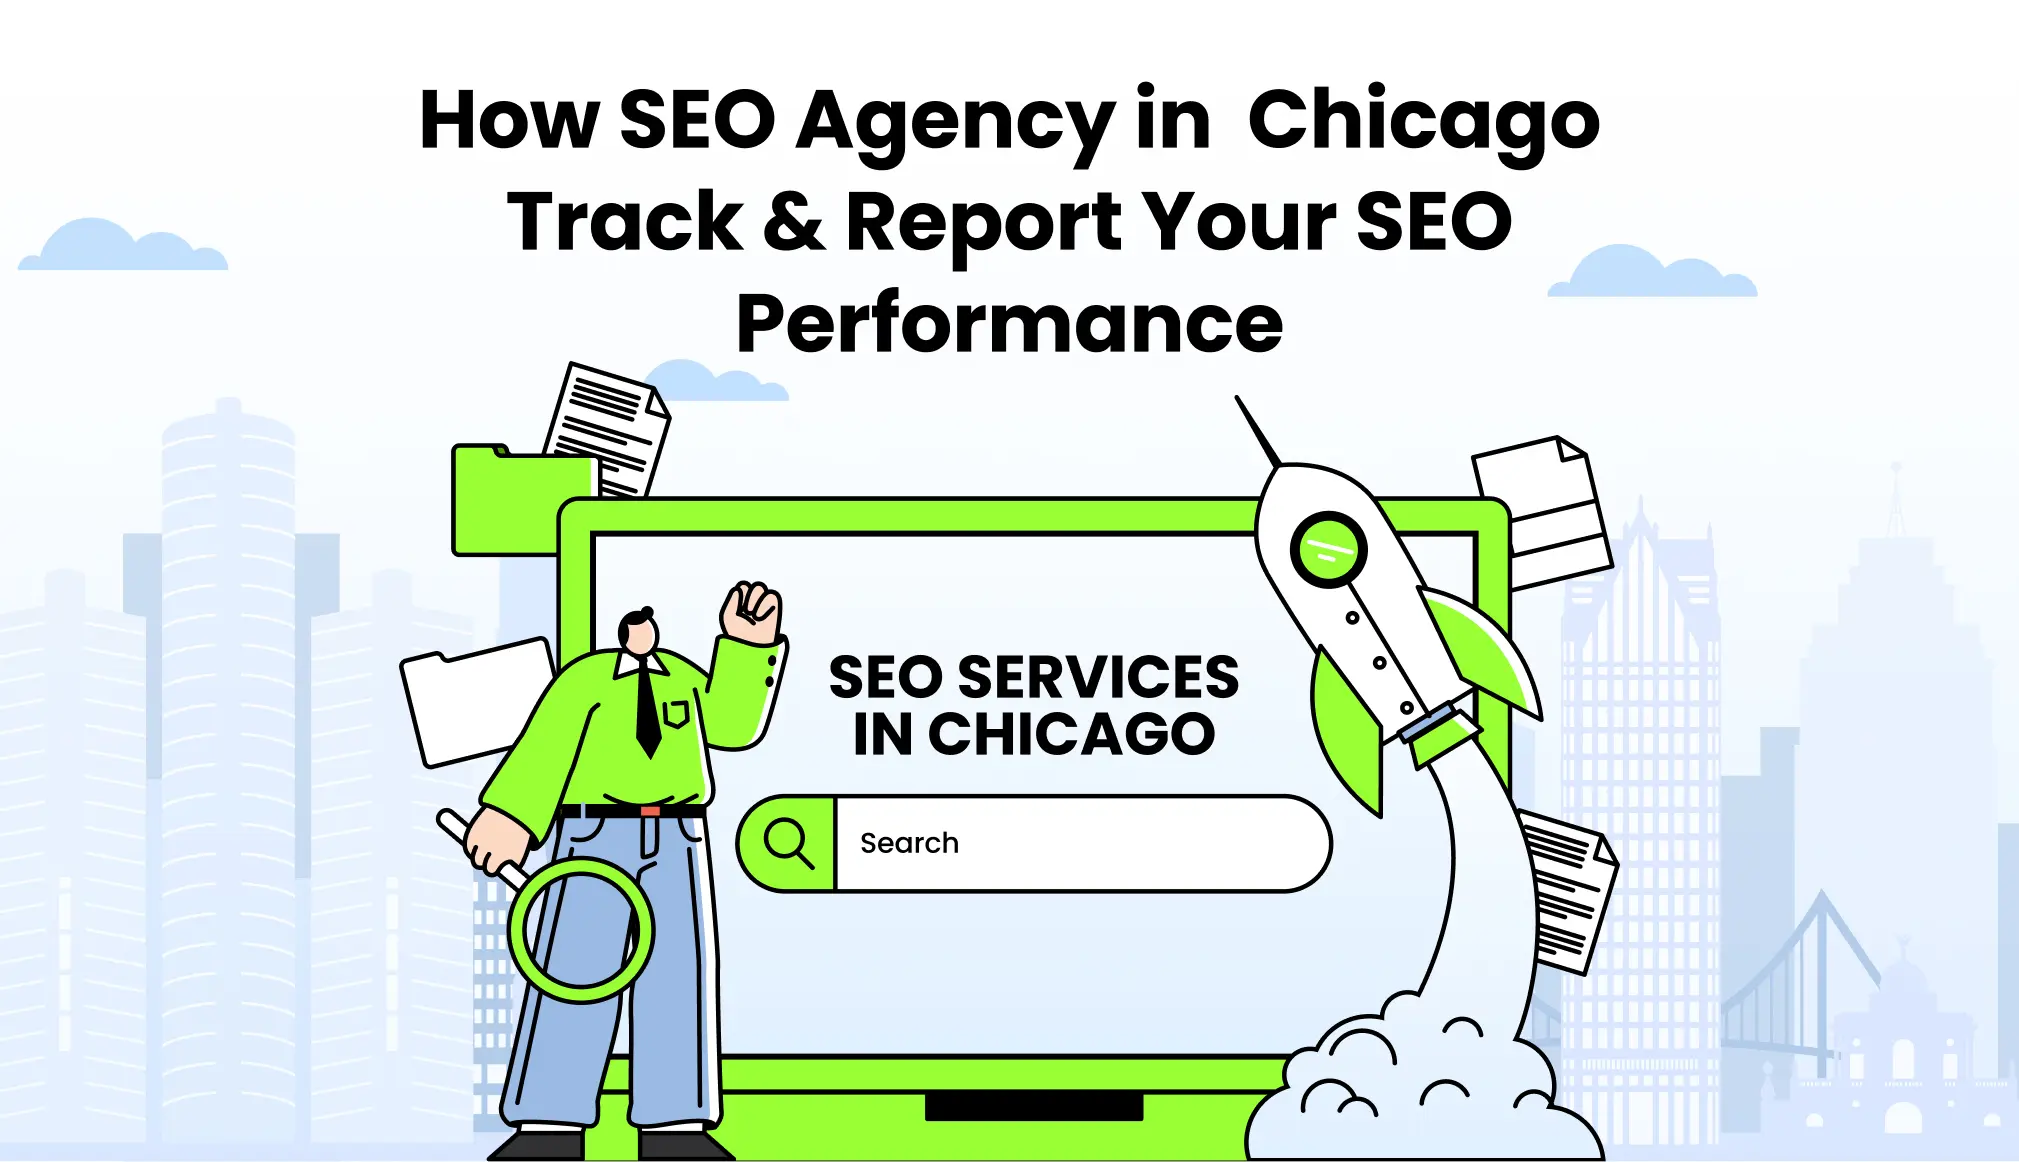 How SEO Agency in Chicago
Track & Report Your SEO
Performance
SEO SERVICES
IN CHICAGO
Search